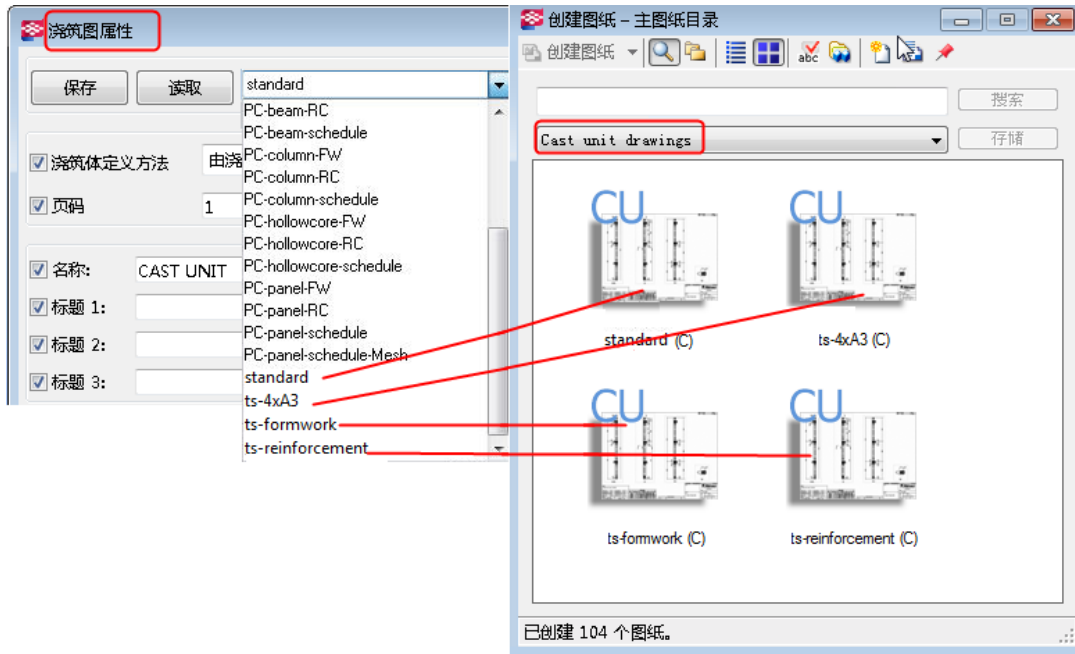 浇筑图属性
保存
读取
standard
PC-beam-RC
PC-beam-schedule
PC-column-FW
PC-column-RC
PC-column-schedule
PC-hollowcore-FW
PC-hollowcore-RC
PC-hollowcore-schedule
PC-panel-FW
PC-panel-RC
PC-panel-schedule
PC-panel-schedule-Mesh
standard
ts-4xA3
ts-formwork
ts-reinforcement
浇筑体定义方法
由浇
页码
1
名称:
CAST UNIT
标题 1:
标题 2:
标题 3:
创建图纸 – 主图纸目录
创建图纸
abc
搜索
Cast unit drawings
存储
CU
CU
standard (C)
ts-4xA3 (C)
CU
CU
ts-formwork (C)
ts-reinforcement (C)
已创建 104 个图纸。